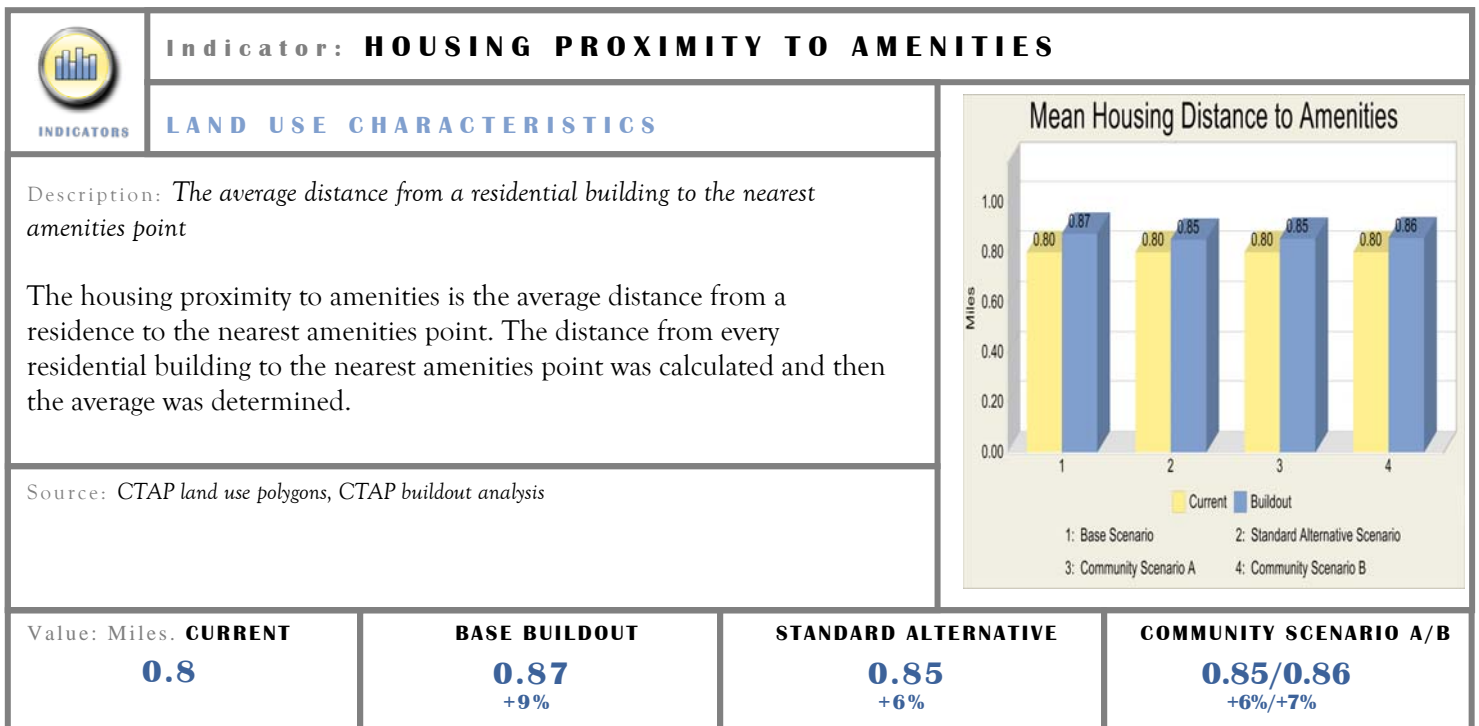 INDICATORS
Indicator: HOUSING PROXIMITY TO AMENITIES
LAND USE CHARACTERISTICS
Description: The average distance from a residential building to the nearest
amenities point
The housing proximity to amenities is the average distance from a
residence to the nearest amenities point. The distance from every
residential building to the nearest amenities point was calculated and then
the average was determined.
Source: CTAP land use polygons, CTAP buildout analysis
Mean Housing Distance to Amenities
Miles
1.00
0.80
0.60
0.40
0.20
0.00
0.80 0.87 0.80 0.85 0.80 0.85 0.80 0.86
1 2 3 4
Current Buildout
1: Base Scenario 2: Standard Alternative Scenario
3: Community Scenario A 4: Community Scenario B
Value: Miles. CURRENT
0.8
BASE BUILDOUT
0.87
+9%
STANDARD ALTERNATIVE
0.85
+6%
COMMUNITY SCENARIO A/B
0.85/0.86
+6%/+7%